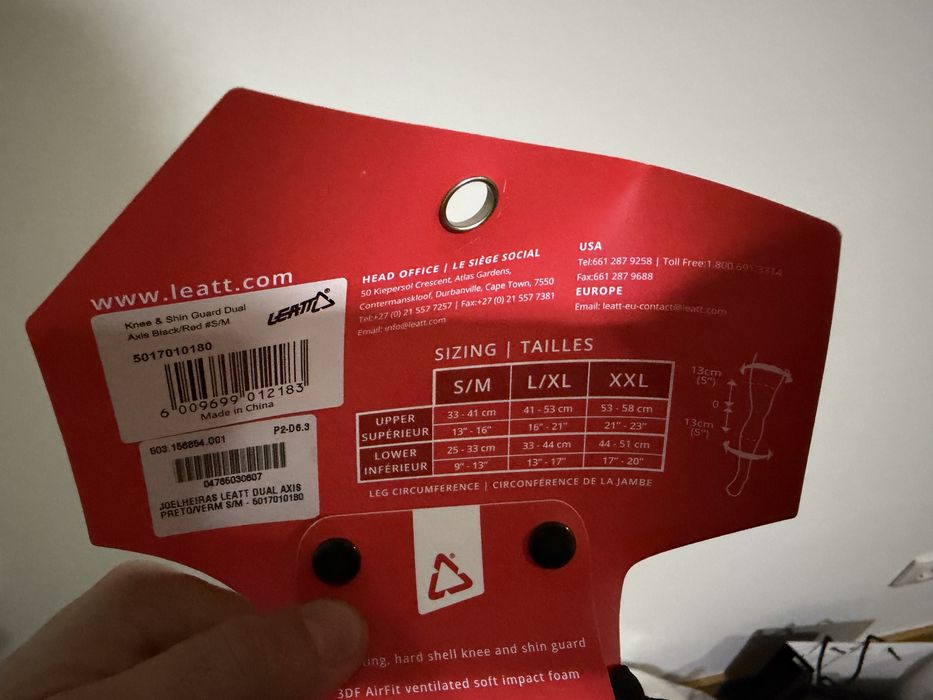 www.leatt.com
HEAD OFFICE | LE SIÈGE SOCIAL
50 Kiepersol Crescent, Atlas Gardens,
Contermanskloof, Durbanville, Cape Town, 7550
Tel:+27 (0) 21 557 7257 | Fax:+27 (0) 21 557 7381
Email: info@leatt.com
USA
Tel:661 287 9258 | Toll Free:1.800.691 3314
Fax:661 287 9688
EUROPE
Email: leatt-eu-contact@leatt.com
Knee & Shin Guard Dual
Axis Black/Red #S/M
LEATT
5017010180
6 009699 012183
Made in China
503.156854.001 P2-D6.3
04765030607
JOELHEIRAS LEATT DUAL AXIS
PRETO/VERM S/M - 5017010180
SIZING | TAILLES
S/M L/XL XXL
UPPER
SUPÉRIEUR
33 - 41 cm 41 - 53 cm 53 - 58 cm
13" - 16" 16" - 21" 21" - 23"
LOWER
INFÉRIEUR
25 - 33 cm 33 - 44 cm 44 - 51 cm
9" - 13" 13" - 17" 17" - 20"
LEG CIRCUMFERENCE | CIRCONFÉRENCE DE LA JAMBE
13cm
(5")
0
13cm
(5")
hard shell knee and shin guard
3DF AirFit ventilated soft impact foam